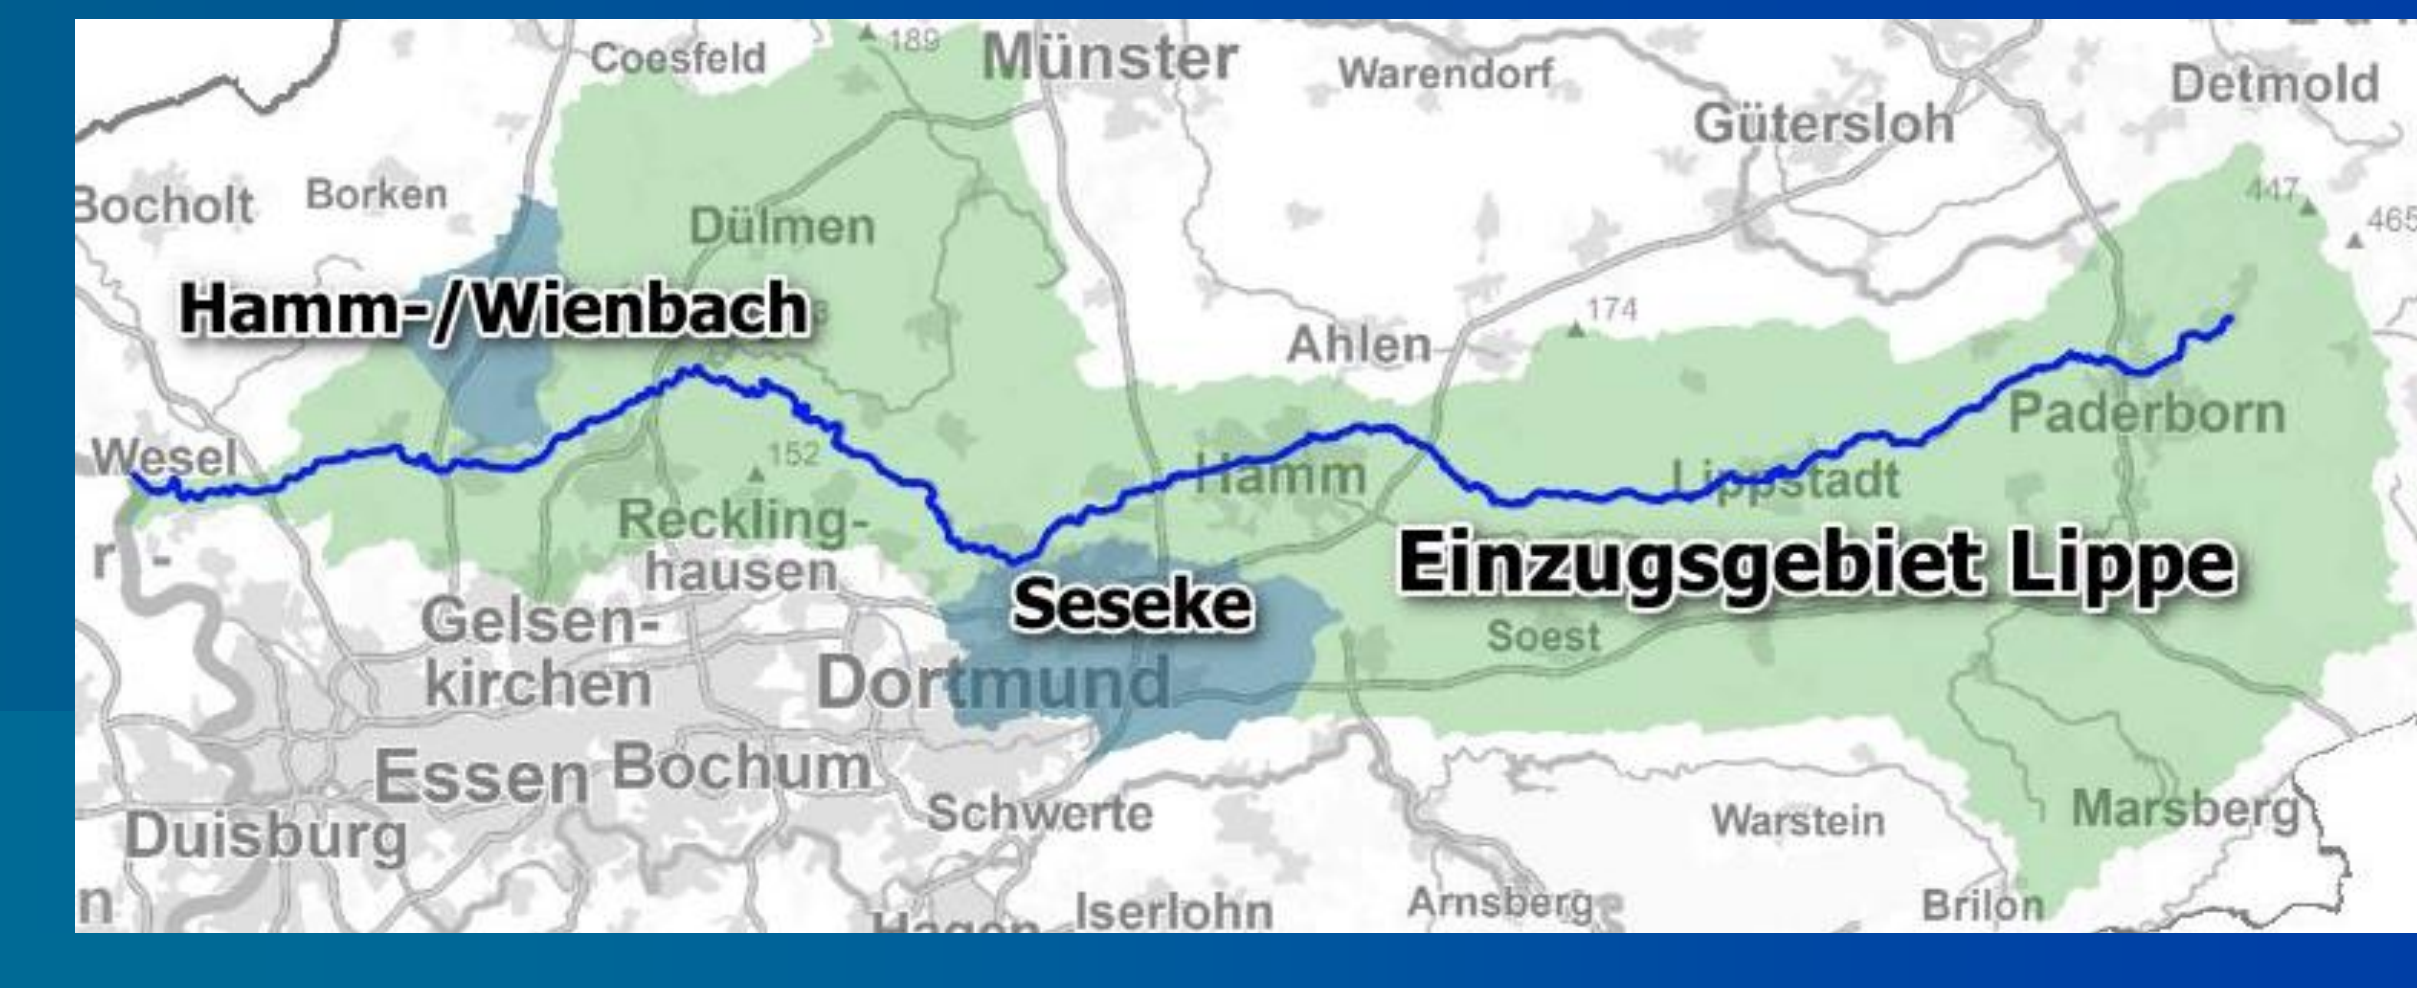 Coesfeld
189
Münster
Warendorf
Detmold
Gütersloh
Bocholt
Borken
Dülmen
447
465
Hamm-/Wienbach
174
Ahlen
Paderborn
Wesel
152
Hamm
Lippstadt
Reckling-
hausen
Einzugsgebiet Lippe
Seseke
Gelsen-
kirchen
Soest
Dortmund
Essen
Bochum
Duisburg
Schwerte
Warstein
Marsberg
Iserlohn
Arnsberg
Brilon
Hagen